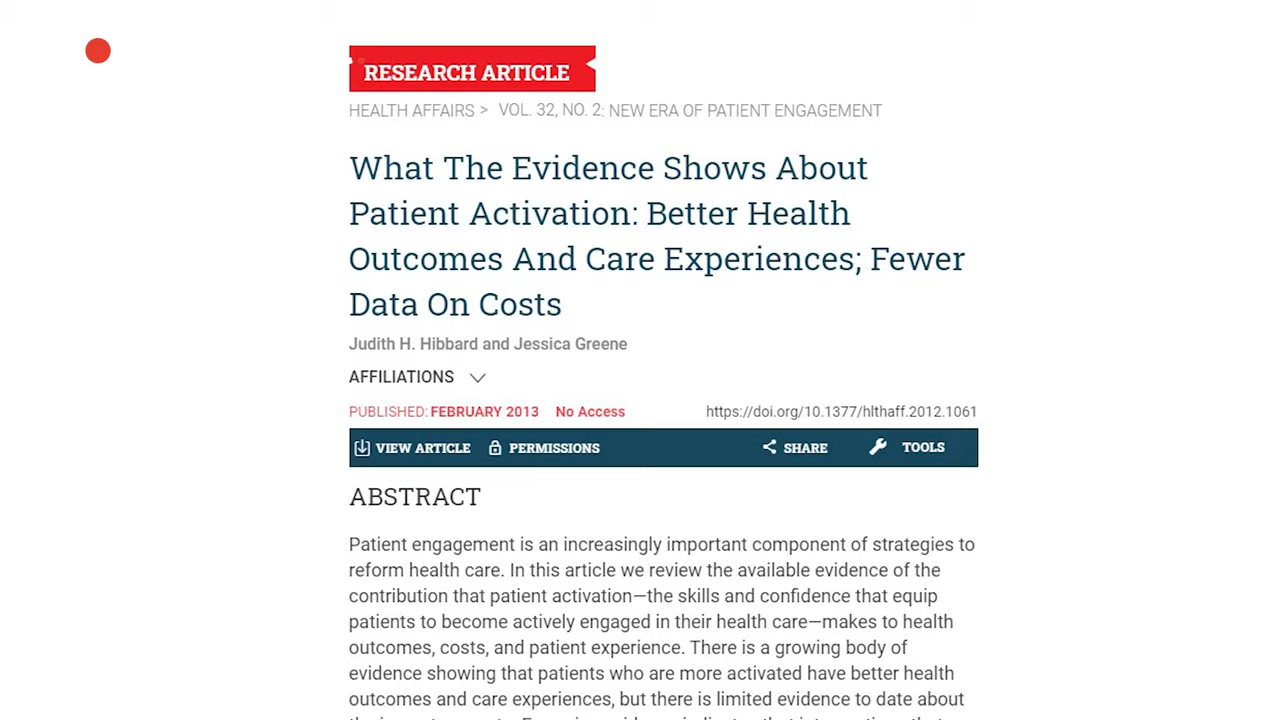 RESEARCH ARTICLE
HEALTH AFFAIRS > VOL. 32, NO. 2: NEW ERA OF PATIENT ENGAGEMENT
What The Evidence Shows About
Patient Activation: Better Health
Outcomes And Care Experiences; Fewer
Data On Costs
Judith H. Hibbard and Jessica Greene
AFFILIATIONS
PUBLISHED: FEBRUARY 2013 No Access https://doi.org/10.1377/hlthaff.2012.1061
VIEW ARTICLE PERMISSIONS SHARE TOOLS
ABSTRACT
Patient engagement is an increasingly important component of strategies to
reform health care. In this article we review the available evidence of the
contribution that patient activation—the skills and confidence that equip
patients to become actively engaged in their health care—makes to health
outcomes, costs, and patient experience. There is a growing body of
evidence showing that patients who are more activated have better health
outcomes and care experiences, but there is limited evidence to date about